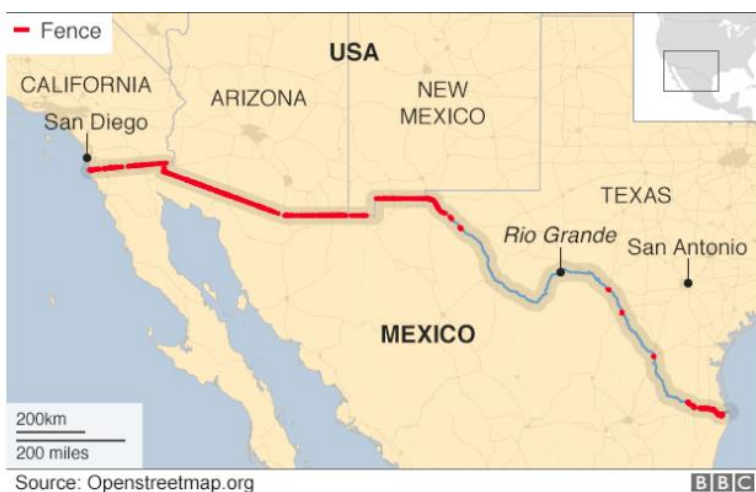 Fence
USA
CALIFORNIA
ARIZONA
NEW
MEXICO
San Diego
TEXAS
Rio Grande
San Antonio
MEXICO
200km
200 miles
Source: Openstreetmap.org
BBC